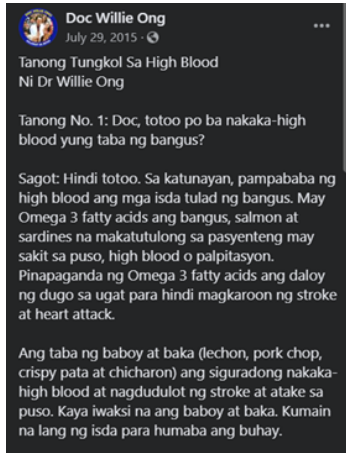 Doc Willie Ong
July 29, 2015 ·
Tanong Tungkol Sa High Blood
Ni Dr Willie Ong
Tanong No. 1: Doc, totoo po ba nakaka-high
blood yung taba ng bangus?
Sagot: Hindi totoo. Sa katunayan, pampababa ng
high blood ang mga isda tulad ng bangus. May
Omega 3 fatty acids ang bangus, salmon at
sardines na makatutulong sa pasyenteng may
sakit sa puso, high blood o palpitasyon.
Pinapaganda ng Omega 3 fatty acids ang daloy
ng dugo sa ugat para hindi magkaroon ng stroke
at heart attack.
Ang taba ng baboy at baka (lechon, pork chop,
crispy pata at chicharon) ang siguradong nakaka-
high blood at nagdudulot ng stroke at atake sa
puso. Kaya iwaksi na ang baboy at baka. Kumain
na lang ng isda para humaba ang buhay.